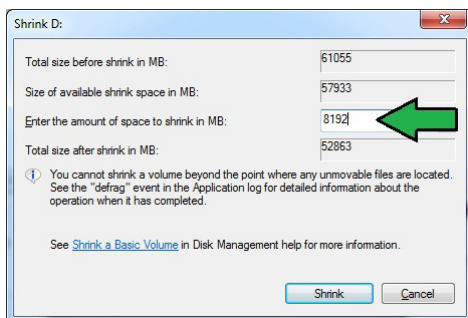 Shrink D:
Total size before shrink in MB: 61055
Size of available shrink space in MB: 57933
Enter the amount of space to shrink in MB: 8192
Total size after shrink in MB: 52863
You cannot shrink a volume beyond the point where any unmovable files are located.
See the "defrag" event in the Application log for detailed information about the
operation when it has completed.
See Shrink a Basic Volume in Disk Management help for more information.
Shrink Cancel